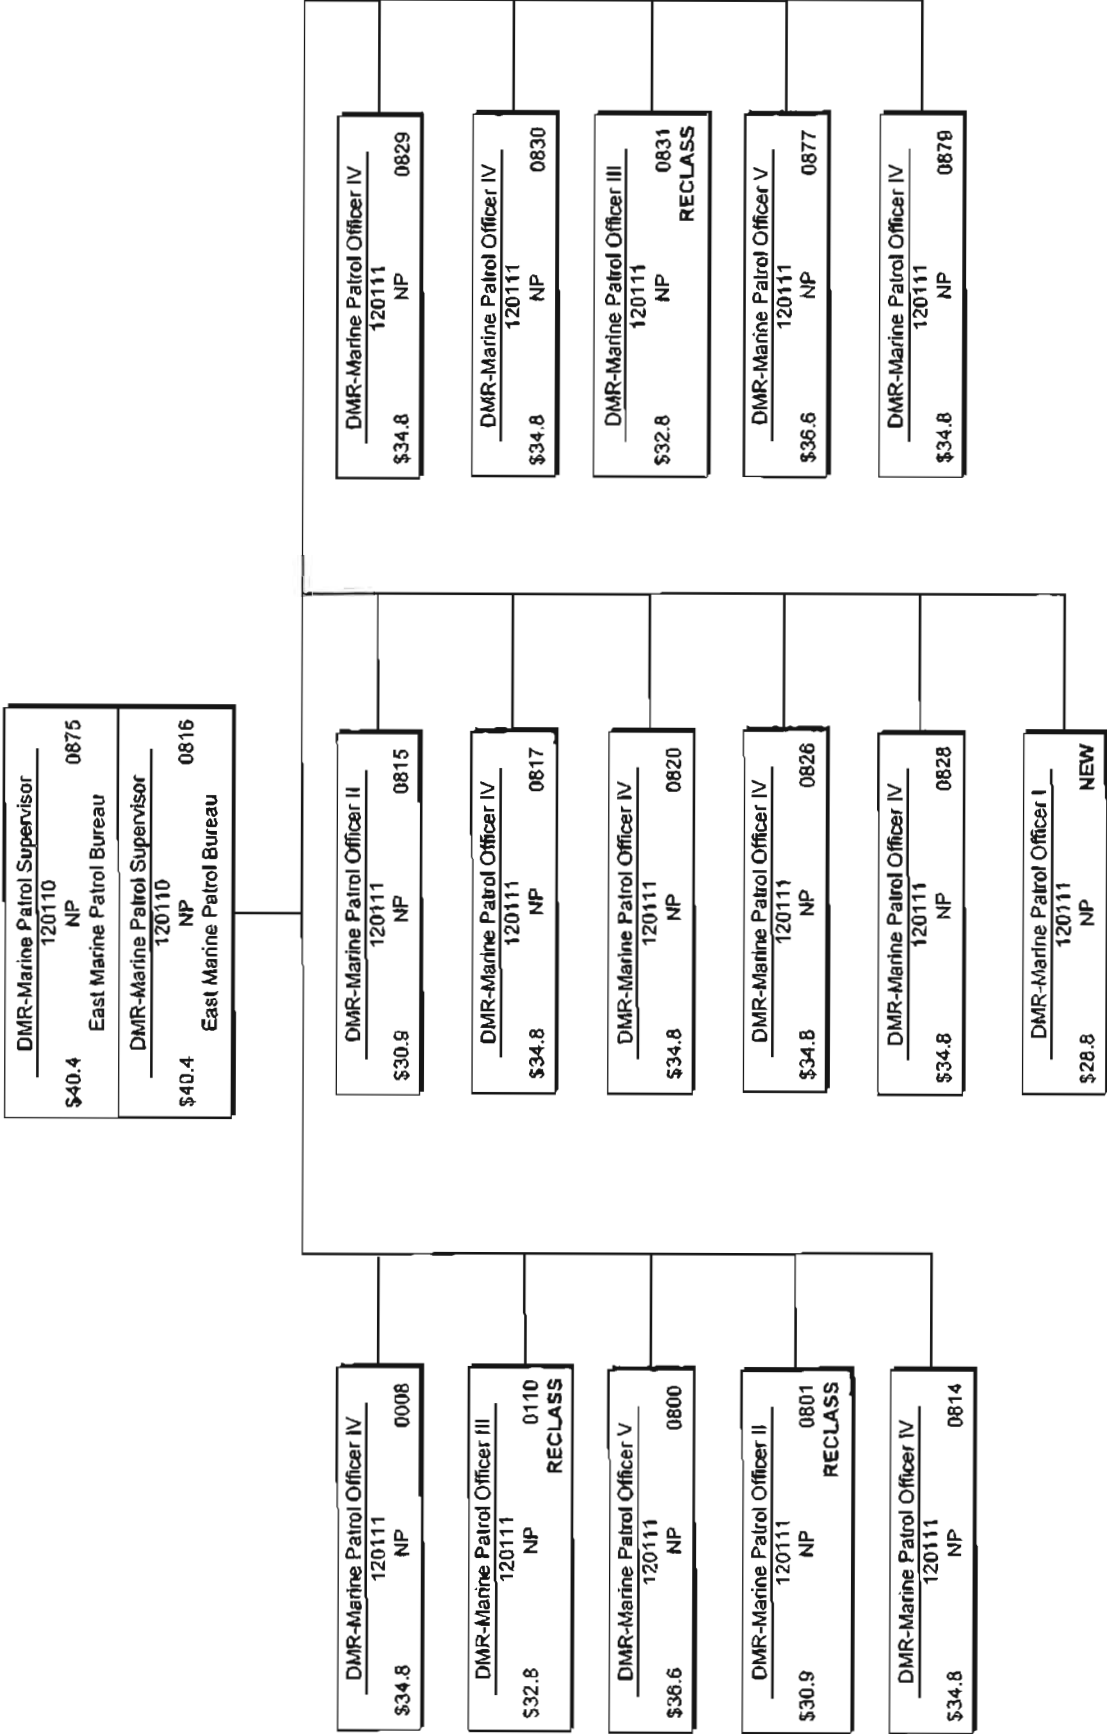 DMR-Marine Patrol Supervisor
120110
$40.4 NP 0875
East Marine Patrol Bureau
DMR-Marine Patrol Supervisor
120110
$40.4 NP 0816
East Marine Patrol Bureau
DMR-Marine Patrol Officer IV
120111
$34.8 NP 0008
DMR-Marine Patrol Officer III
120111
$32.8 NP 0110
RECLASS
DMR-Marine Patrol Officer V
120111
$36.6 NP 0800
DMR-Marine Patrol Officer II
120111
$30.9 NP 0801
RECLASS
DMR-Marine Patrol Officer IV
120111
$34.8 NP 0814
DMR-Marine Patrol Officer II
120111
$30.9 NP 0815
DMR-Marine Patrol Officer IV
120111
$34.8 NP 0817
DMR-Marine Patrol Officer IV
120111
$34.8 NP 0820
DMR-Marine Patrol Officer IV
120111
$34.8 NP 0826
DMR-Marine Patrol Officer IV
120111
$34.8 NP 0828
DMR-Marine Patrol Officer I
120111
$28.8 NP NEW
DMR-Marine Patrol Officer IV
120111
$34.8 NP 0829
DMR-Marine Patrol Officer IV
120111
$34.8 NP 0830
DMR-Marine Patrol Officer III
120111
$32.8 NP 0831
RECLASS
DMR-Marine Patrol Officer V
120111
$36.6 NP 0877
DMR-Marine Patrol Officer IV
120111
$34.8 NP 0879